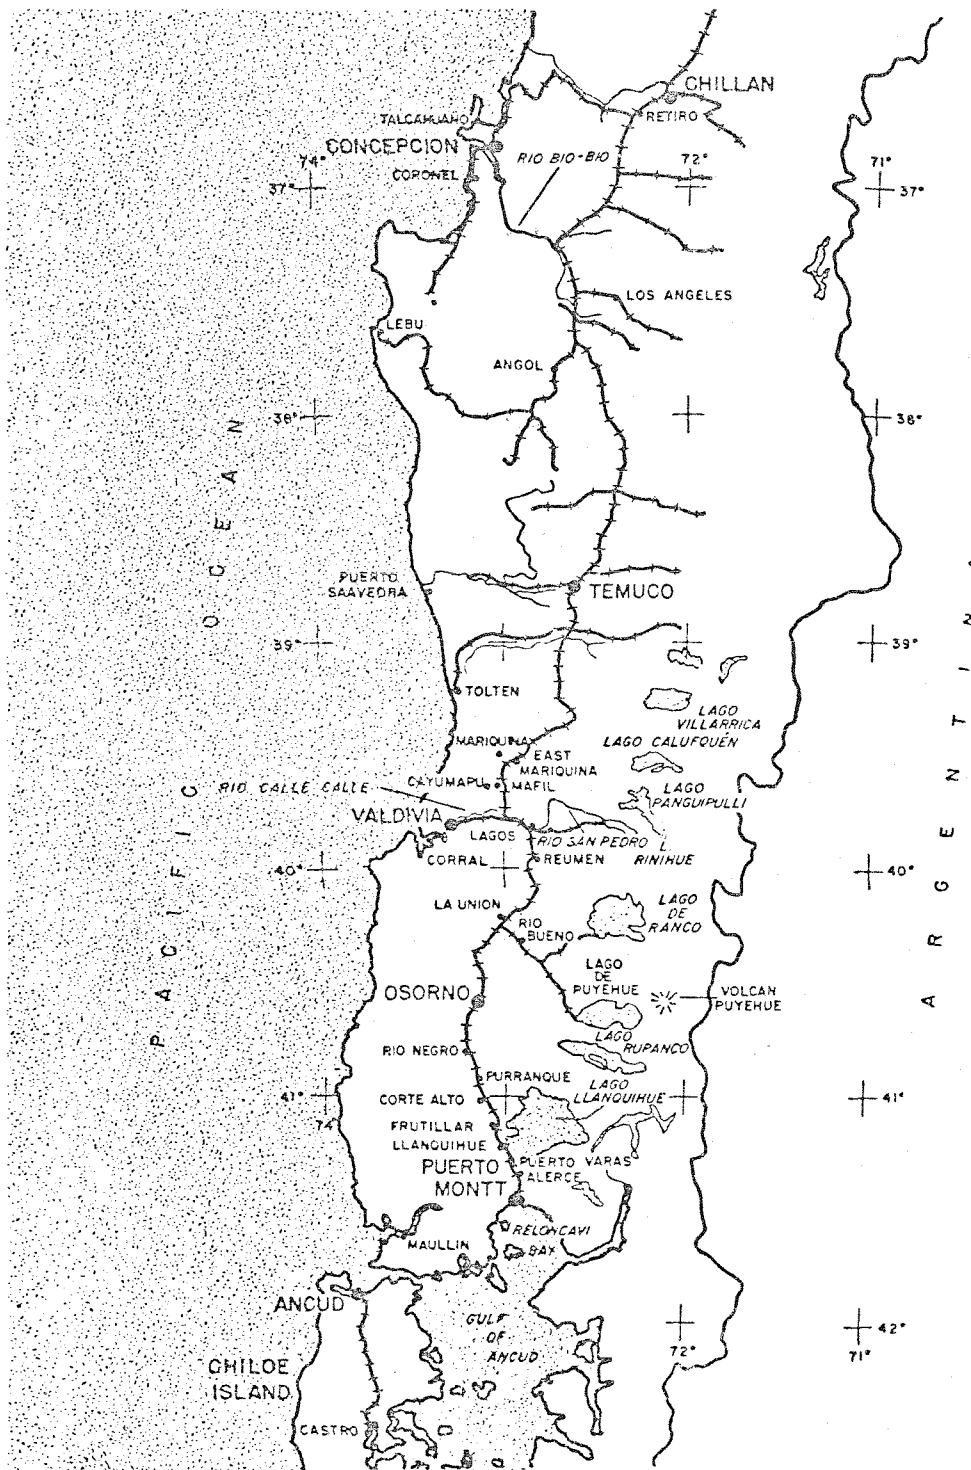 CHILLAN
TALCAHUANO
RETIRO
CONCEPCION
RIO BIO-BIO
74°
CORONEL
72°
71°
37°
37°
LOS ANGELES
LEBU
ANGOL
38°
38°
PUERTO
SAAVEDRA
TEMUCO
39°
39°
TOLTEN
LAGO
VILLARRICA
MARIQUINA
LAGO CALUFQUÉN
EAST
MARIQUINA
RIO CALLE CALLE
CAYUMAPU
MAFIL
LAGO
PANGUIPULLI
VALDIVIA
LAGOS
RIO SAN PEDRO
L.
RINIHUE
CORRAL
REUMEN
40°
40°
LA UNION
LAGO
DE
RANCO
RIO
BUENO
LAGO
DE
PUYEHUE
OSORNO
VOLCAN
PUYEHUE
RIO NEGRO
LAGO
RUPANCO
PURRANQUE
LAGO
LLANQUIHUE
41°
CORTE ALTO
41°
74
FRUTILLAR
LLANQUIHUE
PUERTO
MONTT
PUERTO VARAS
ALERCE
MAULLIN
RELONCAVI
BAY
ANCUD
GULF
OF
ANCUD
42°
72°
71°
CHILOE
ISLAND
CASTRO
PACIFIC OCEAN
ARGENTIN